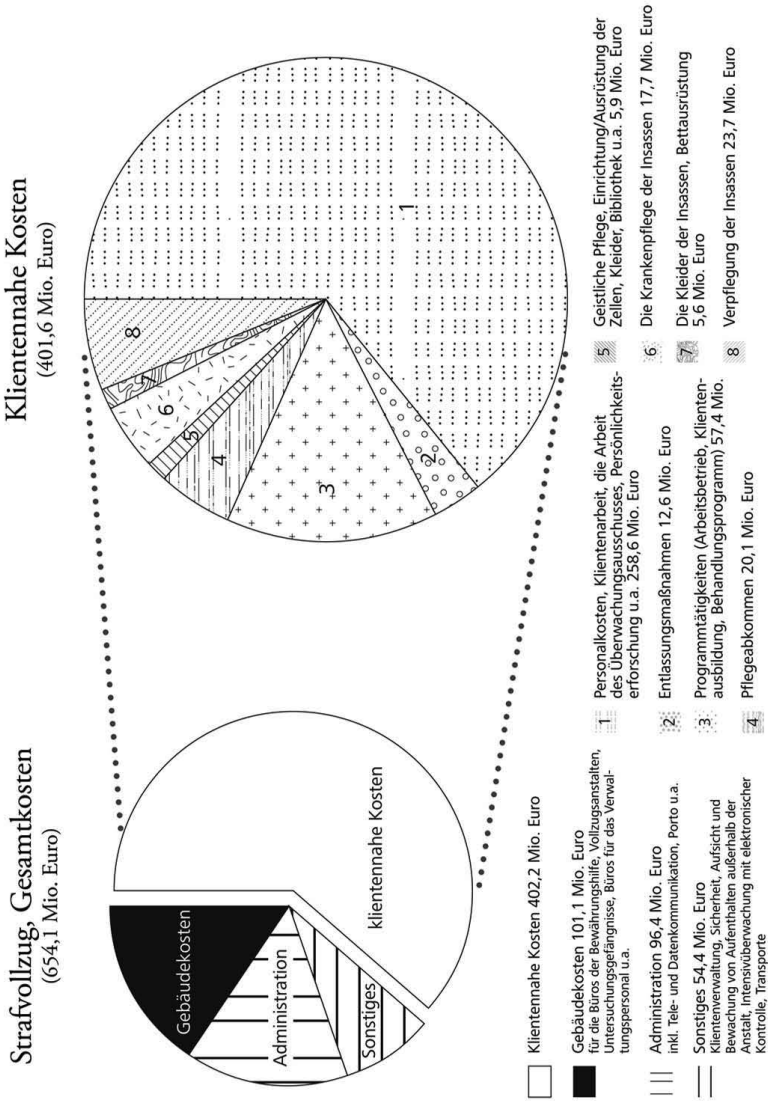 Strafvollzug, Gesamtkosten
(654,1 Mio. Euro)
Gebäudekosten
Administration
Sonstiges
klientennahe Kosten
Klientennahe Kosten 402,2 Mio. Euro
Gebäudekosten 101,1 Mio. Euro
für die Büros der Bewährungshilfe, Vollzugsanstalten,
Untersuchungsgefängnisse, Büros für das Verwal-
tungspersonal u.a.
Administration 96,4 Mio. Euro
inkl. Tele- und Datenkommunikation, Porto u.a.
Sonstiges 54,4 Mio. Euro
Klientenverwaltung, Sicherheit, Aufsicht und
Bewachung von Aufenthalten außerhalb der
Anstalt, Intensivüberwachung mit elektronischer
Kontrolle, Transporte
Klientennahe Kosten
(401,6 Mio. Euro)
1
2
3
4
5
6
7
8
1 Personalkosten, Klientenarbeit, die Arbeit
des Überwachungsausschusses, Persönlichkeits-
erforschung u.a. 258,6 Mio. Euro
2 Entlassungsmaßnahmen 12,6 Mio. Euro
3 Programmtätigkeiten (Arbeitsbetrieb, Klienten-
ausbildung, Behandlungsprogramm) 57,4 Mio.
4 Pflegeabkommen 20,1 Mio. Euro
5 Geistliche Pflege, Einrichtung/Ausrüstung der
Zellen, Kleider, Bibliothek u.a. 5,9 Mio. Euro
6 Die Krankenpflege der Insassen 17,7 Mio. Euro
7 Die Kleider der Insassen, Bettausrüstung
5,6 Mio. Euro
8 Verpflegung der Insassen 23,7 Mio. Euro